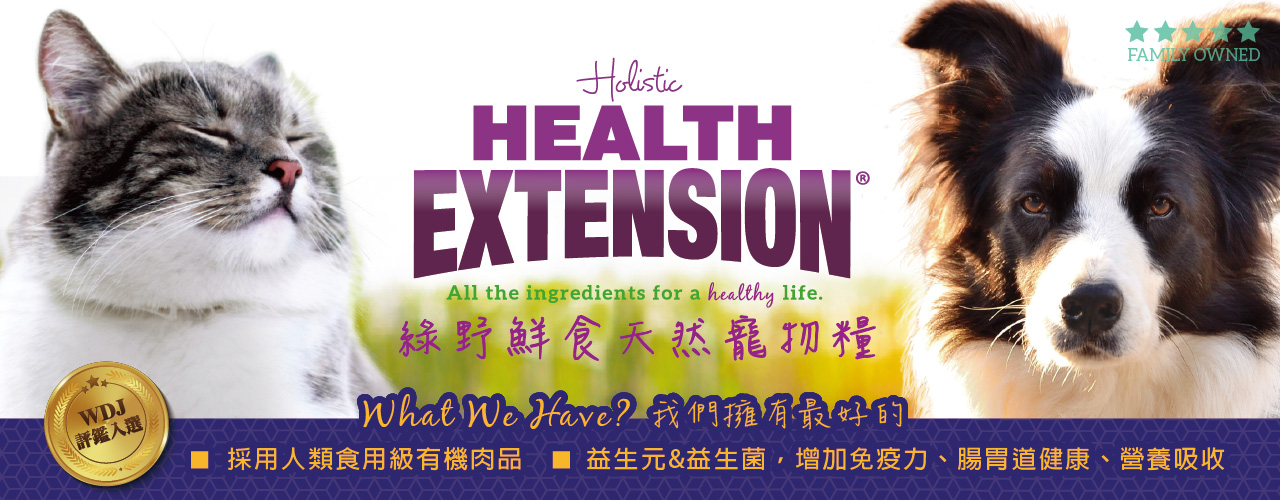 ★★★★★
FAMILY OWNED
Holistic
HEALTH
EXTENSION®
All the ingredients for a healthy life.
綠野鮮食天然寵物糧
WDJ
評鑑入選
What We Have? 我們擁有最好的
■ 採用人類食用級有機肉品 ■ 益生元&益生菌，增加免疫力、腸胃道健康、營養吸收